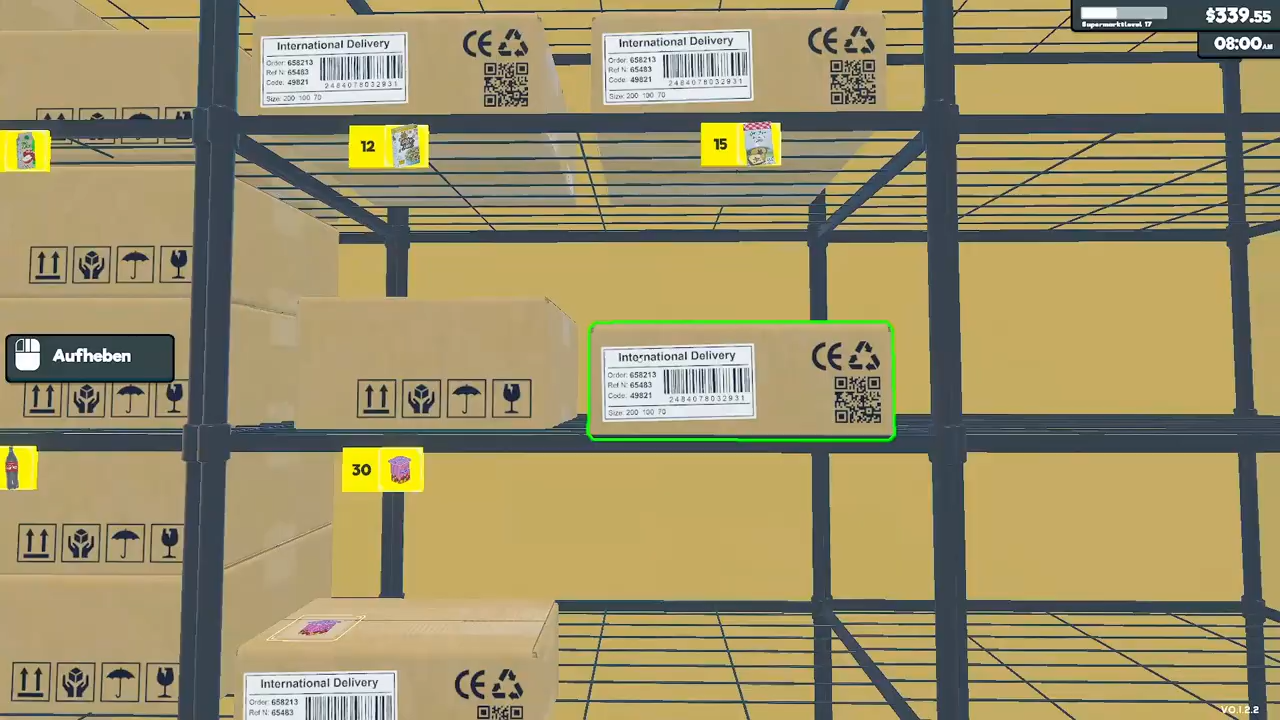 $339.55
Supermarktlevel 17
08:00AM
International Delivery
Order: 658213
Ref N: 65483
Code: 49821
2484078032931
Size: 200 100 70
CE
International Delivery
Order: 658213
Ref N: 65483
Code: 49821
2484078032931
Size: 200 100 70
CE
12
15
Aufheben
International Delivery
Order: 658213
Ref N: 65483
Code: 49821
2484078032931
Size: 200 100 70
CE
30
International Delivery
Order: 658213
Ref N: 65483
CE
V0.1.2.2